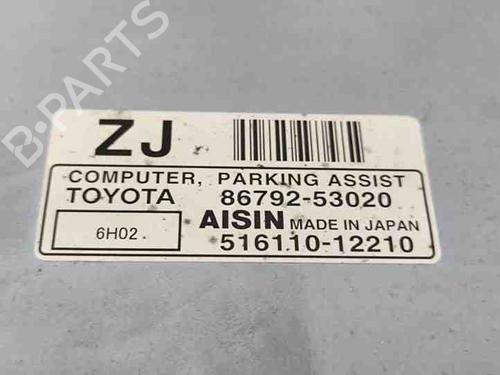 B-PARTS
ZJ
COMPUTER, PARKING ASSIST
TOYOTA 86792-53020
6H02. AISIN MADE IN JAPAN
516110-12210